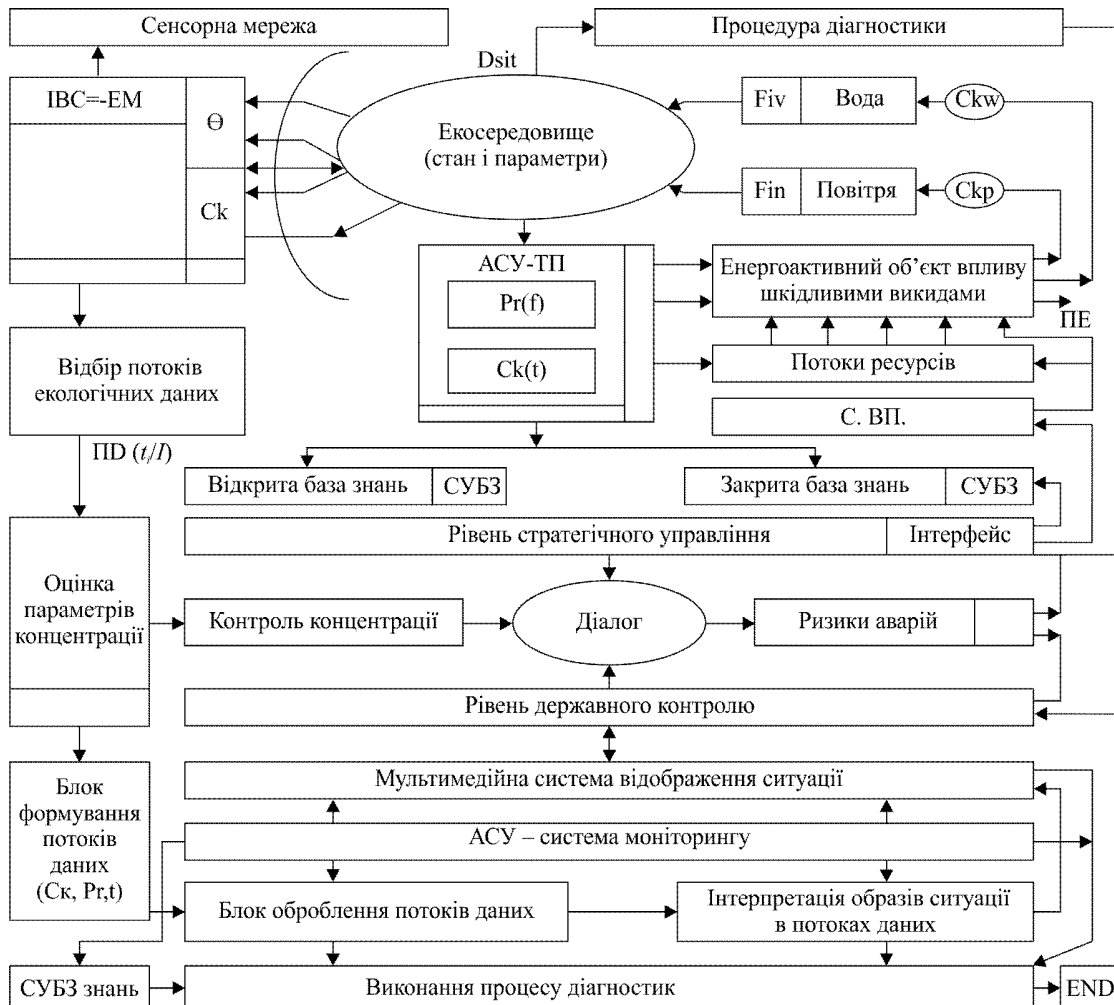 Сенсорна мережа
Процедура діагностики
Dsit
ІВС=-ЕМ
Ө
Ck
Екосередовище
(стан і параметри)
Fiv
Вода
Ckw
Fin
Повітря
Ckp
АСУ-ТП
Pr(f)
Ck(t)
Енергоактивний об’єкт впливу
шкідливими викидами
ПЕ
Потоки ресурсів
С. ВП.
Відбір потоків
екологічних даних
ПD (t/I)
Відкрита база знань
СУБЗ
Закрита база знань
СУБЗ
Рівень стратегічного управління
Інтерфейс
Оцінка
параметрів
концентрації
Контроль концентрації
Діалог
Ризики аварій
Рівень державного контролю
Мультимедійна система відображення ситуації
Блок
формування
потоків
даних
(Ск, Pr,t)
АСУ – система моніторингу
Блок оброблення потоків даних
Інтерпретація образів ситуації
в потоках даних
СУБЗ знань
Виконання процесу діагностик
END